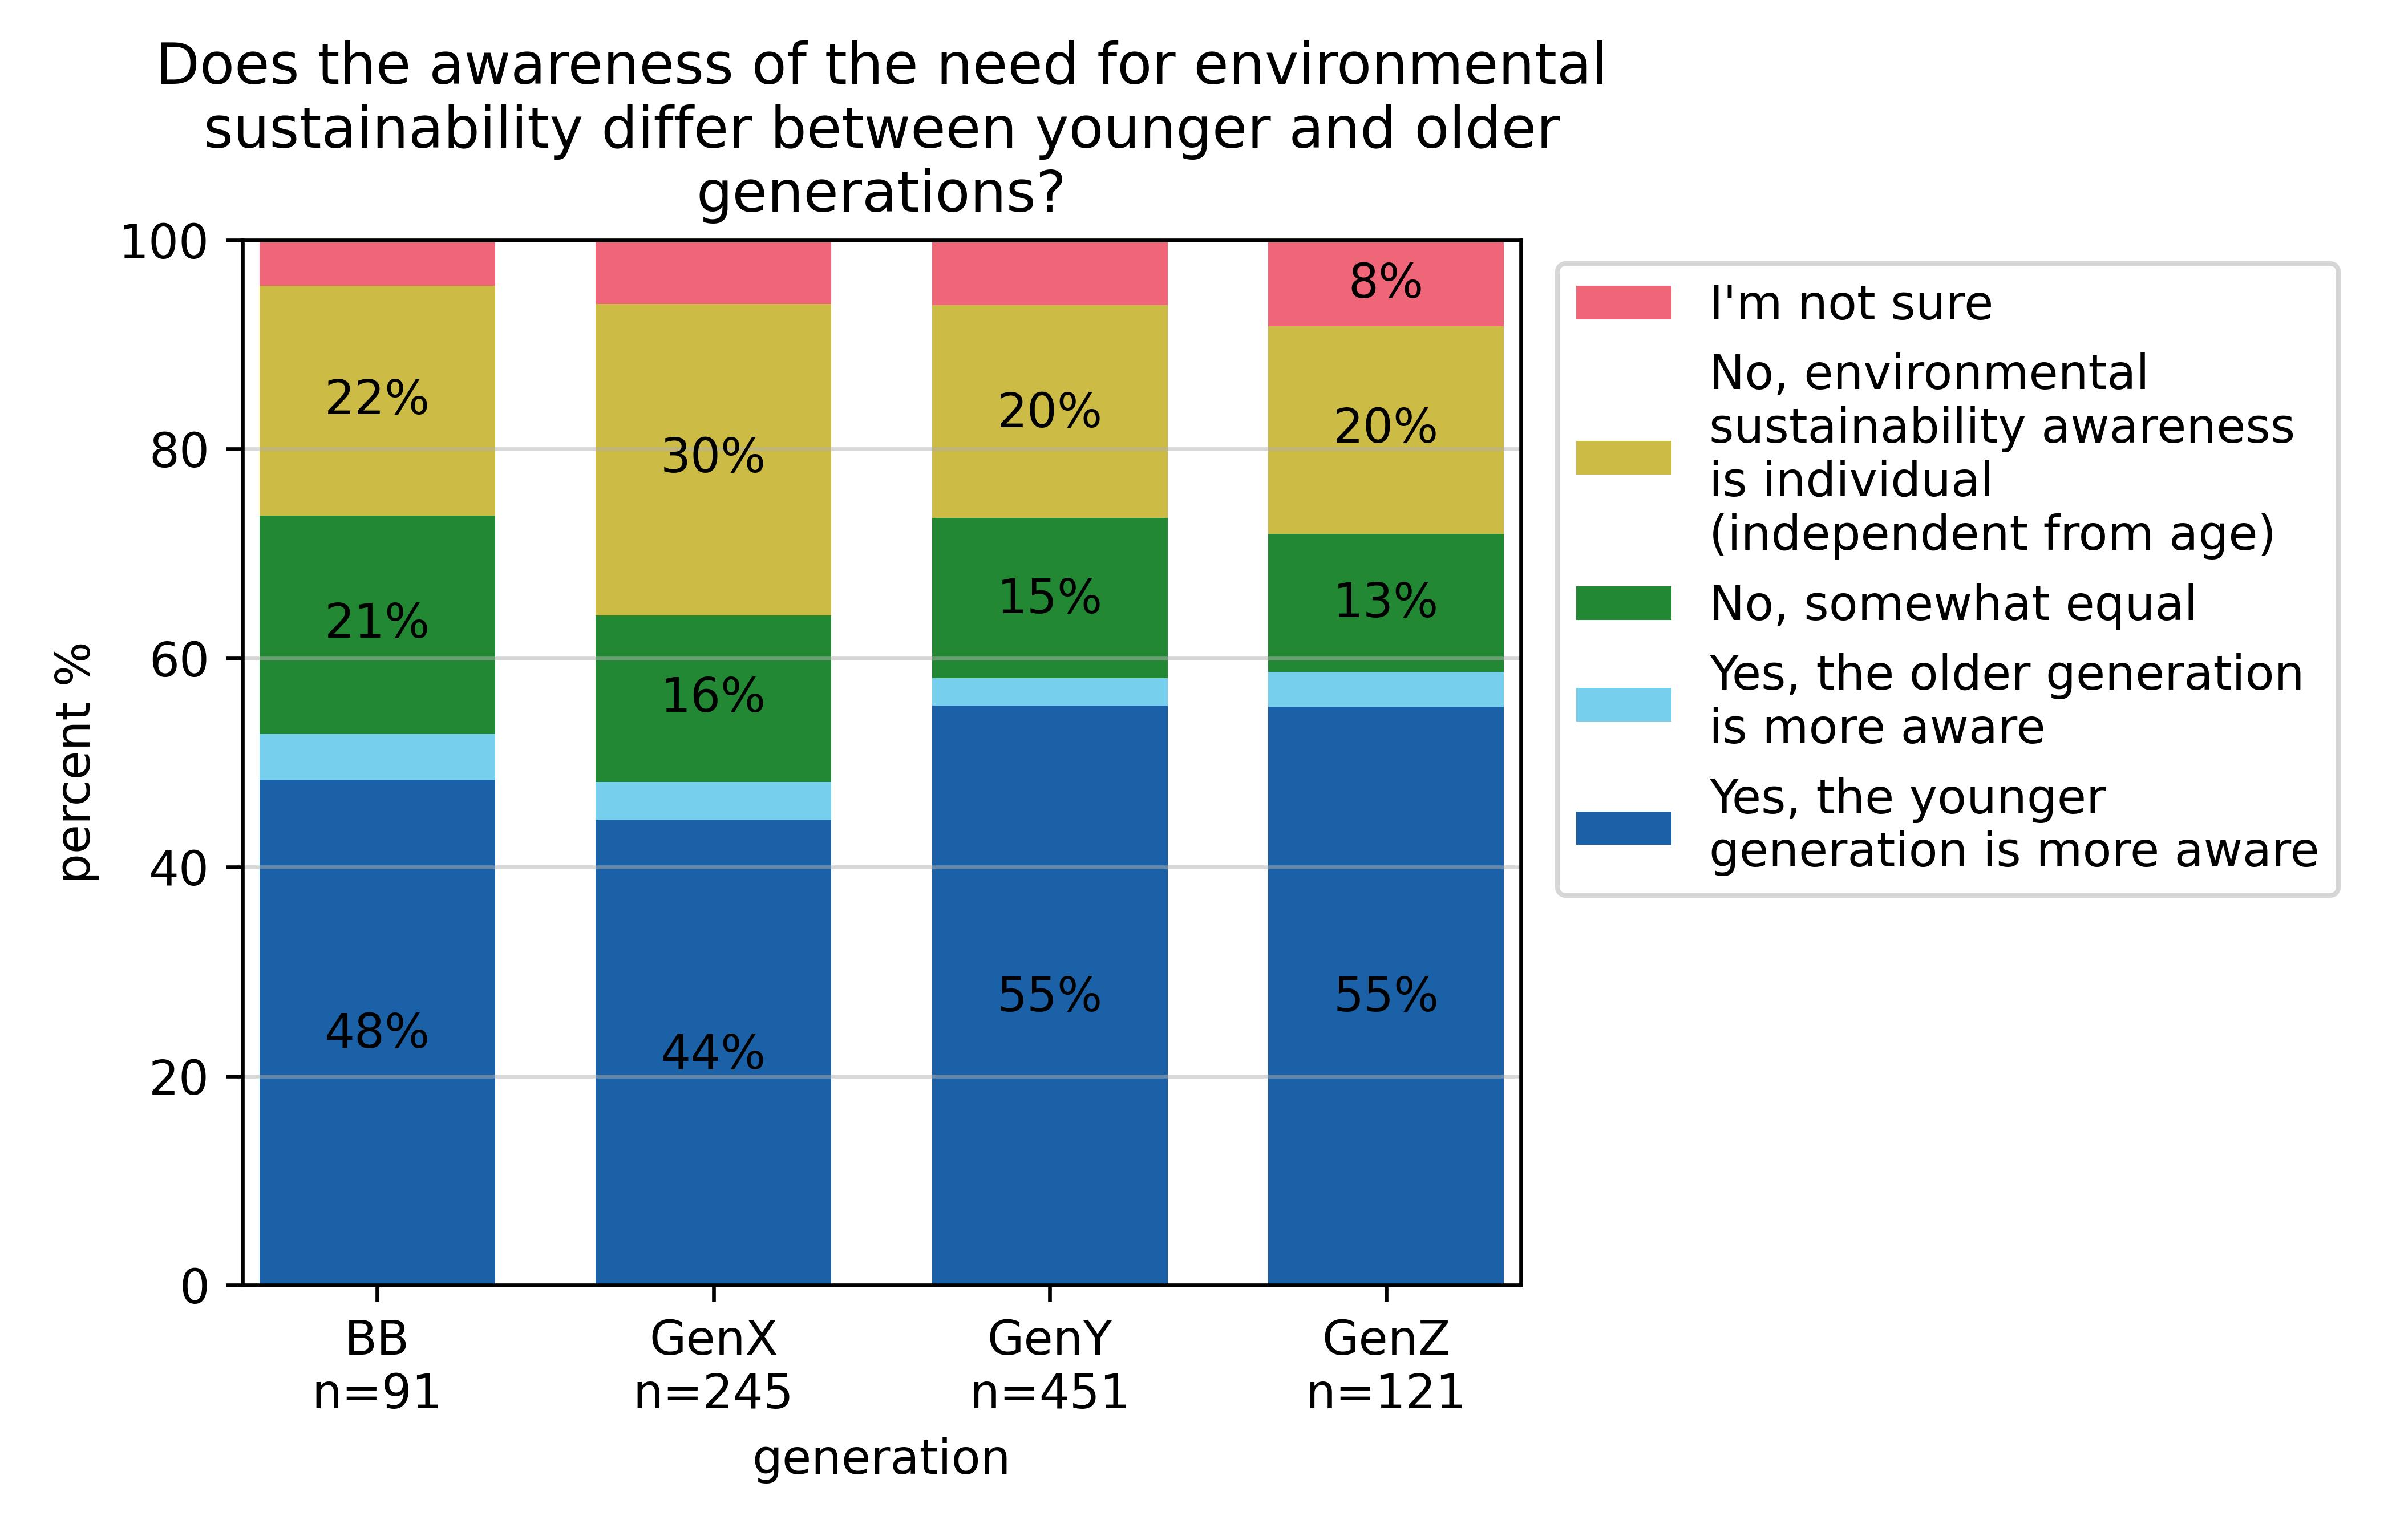 Does the awareness of the need for environmental
sustainability differ between younger and older
generations?
100
80
60
40
20
0
percent %
22%
21%
48%
30%
16%
44%
20%
15%
55%
8%
20%
13%
55%
BB
n=91
GenX
n=245
GenY
n=451
GenZ
n=121
generation
I'm not sure
No, environmental
sustainability awareness
is individual
(independent from age)
No, somewhat equal
Yes, the older generation
is more aware
Yes, the younger
generation is more aware